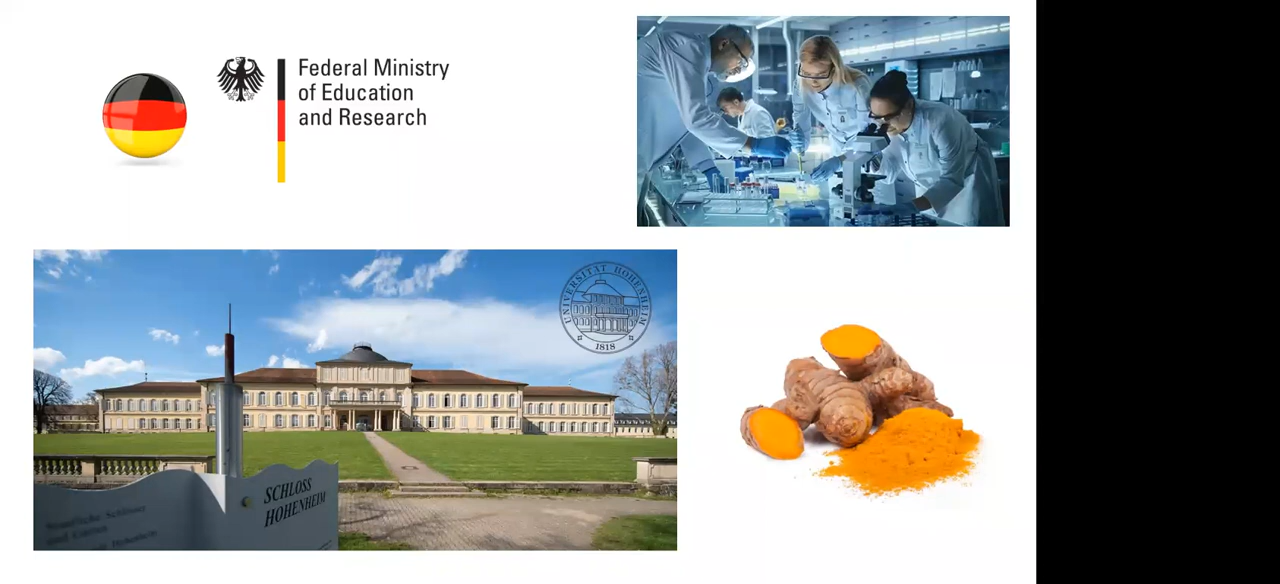 Federal Ministry
of Education
and Research
UNIVERSITÄT HOHENHEIM
1818
SCHLOSS
HOHENHEIM